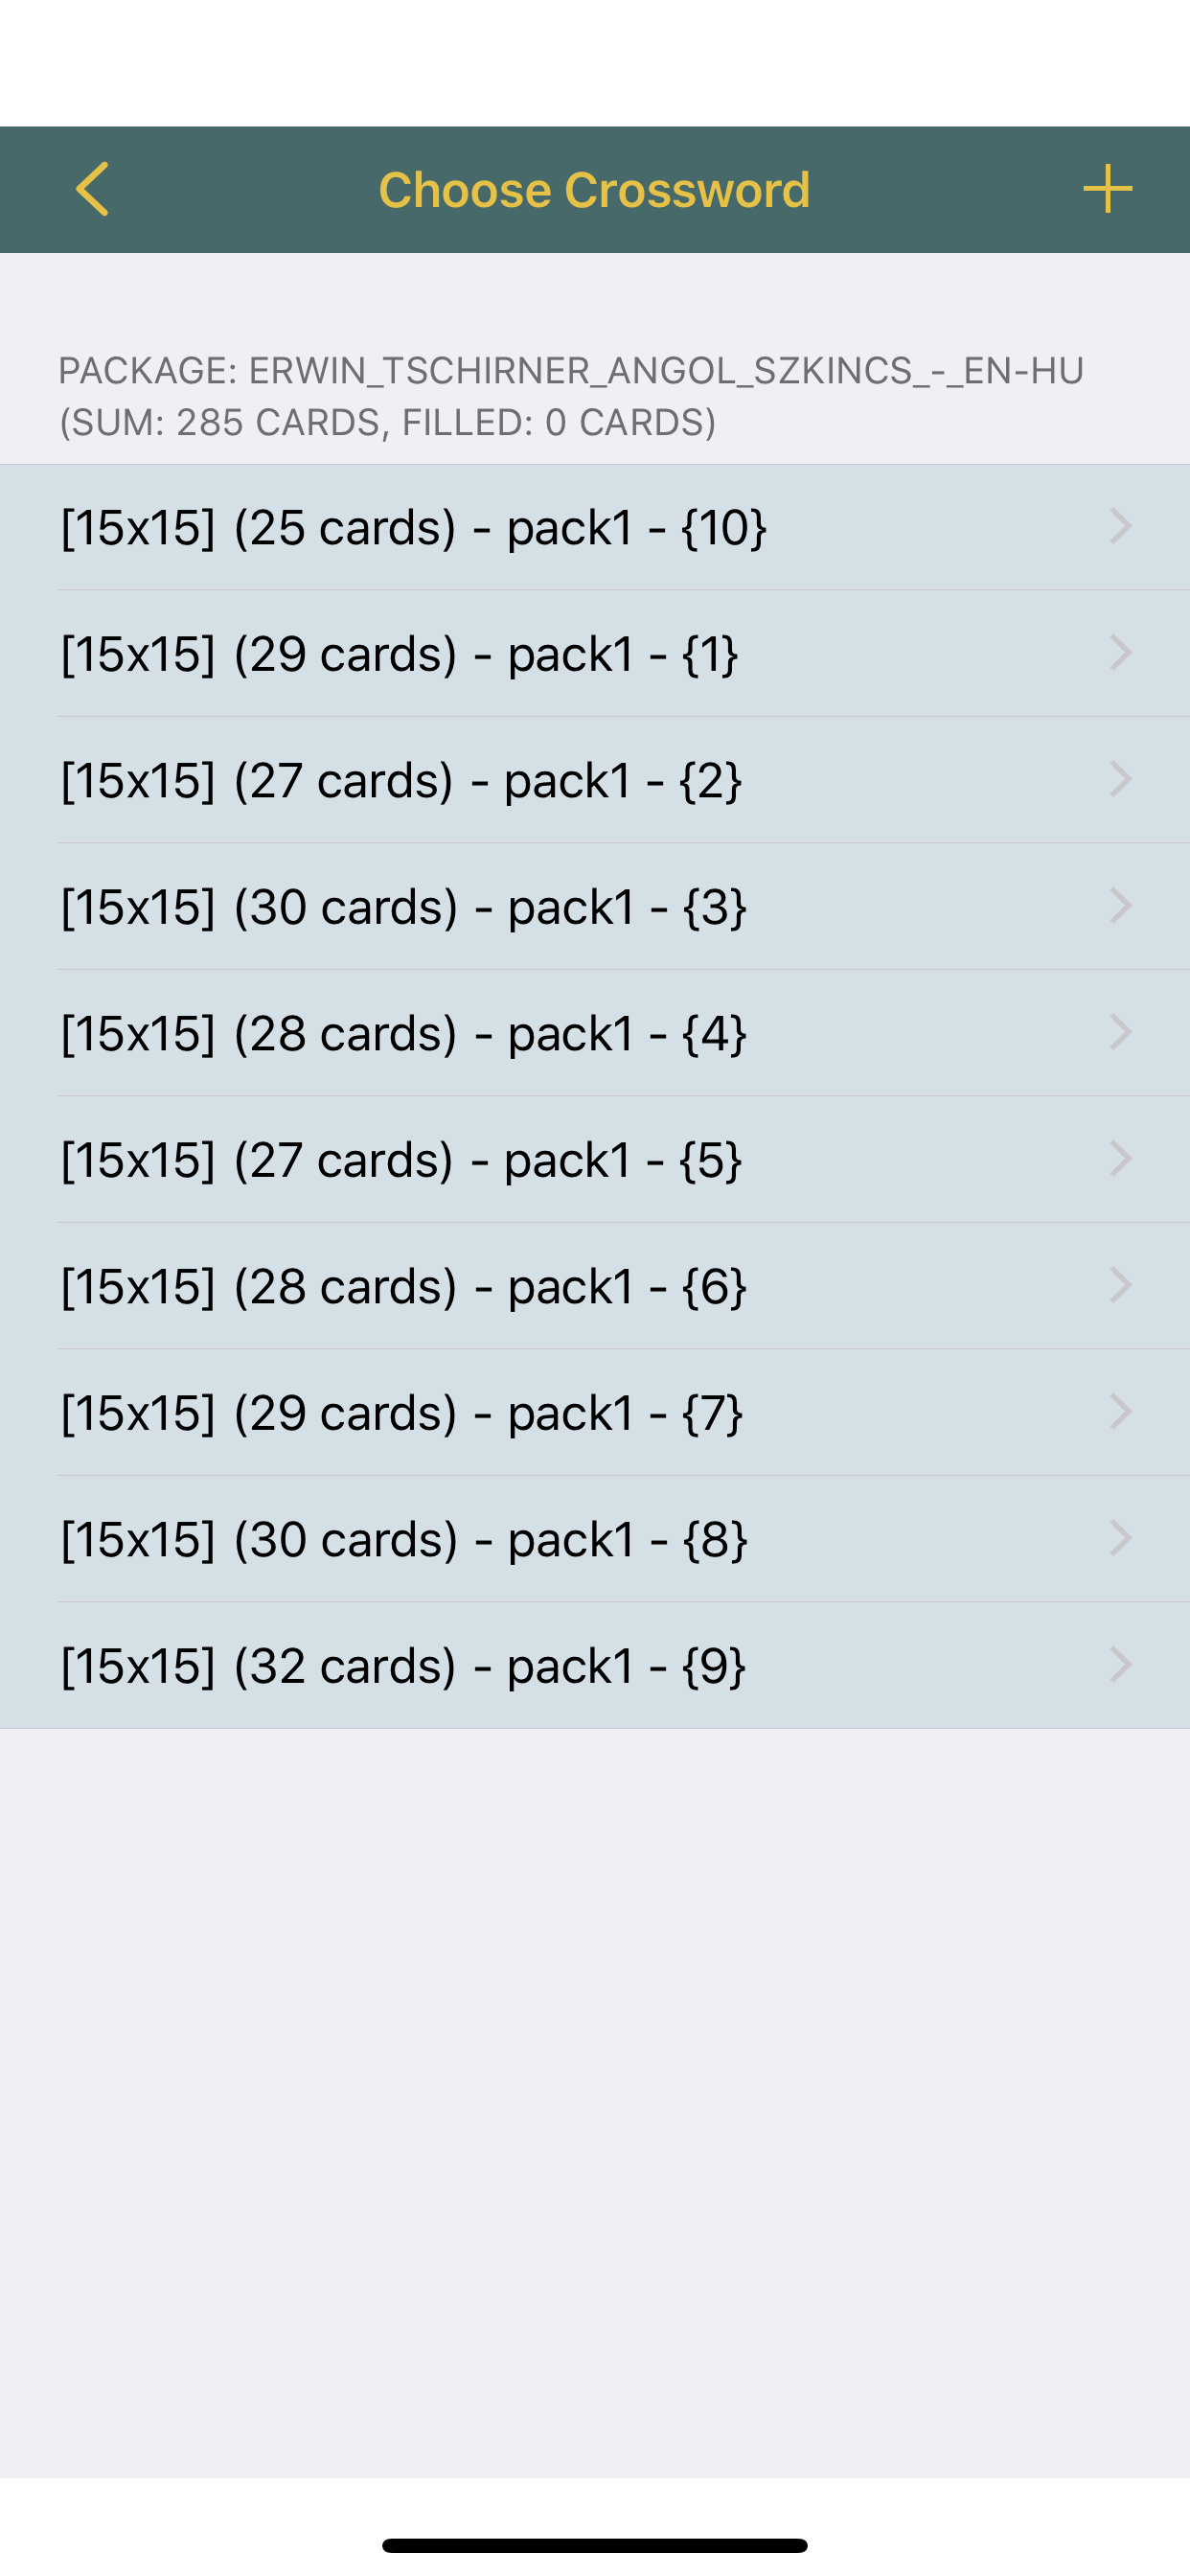 Choose Crossword
PACKAGE: ERWIN_TSCHIRNER_ANGOL_SZKINCS_-_EN-HU
(SUM: 285 CARDS, FILLED: 0 CARDS)
[15x15] (25 cards) - pack1 - {10}
[15x15] (29 cards) - pack1 - {1}
[15x15] (27 cards) - pack1 - {2}
[15x15] (30 cards) - pack1 - {3}
[15x15] (28 cards) - pack1 - {4}
[15x15] (27 cards) - pack1 - {5}
[15x15] (28 cards) - pack1 - {6}
[15x15] (29 cards) - pack1 - {7}
[15x15] (30 cards) - pack1 - {8}
[15x15] (32 cards) - pack1 - {9}